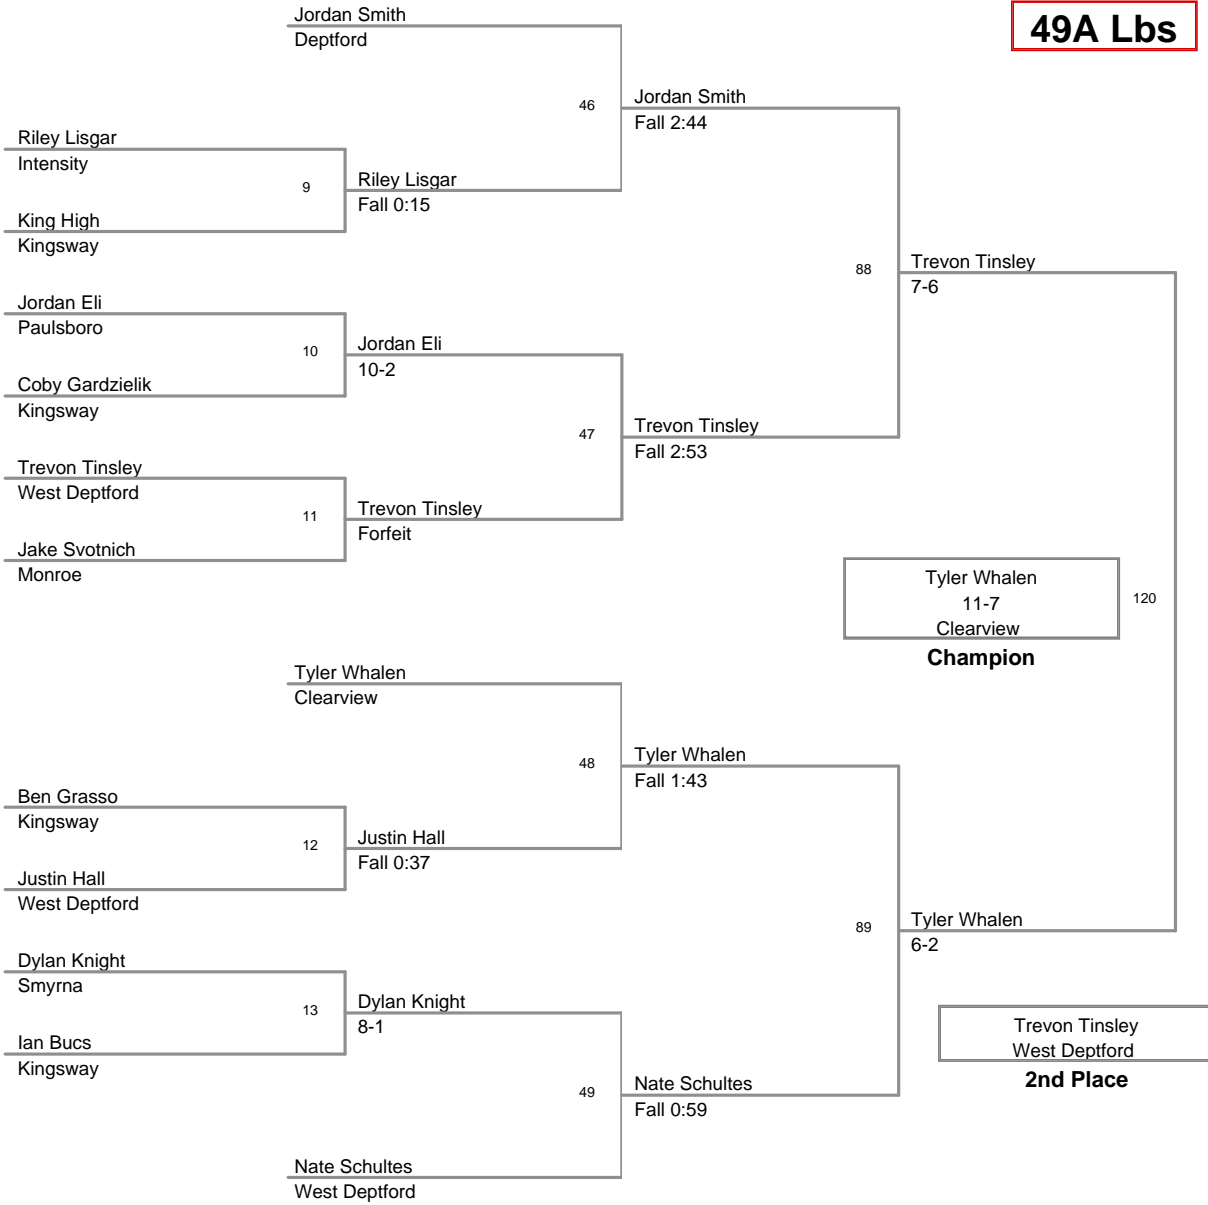 Jordan Smith
Deptford
49A Lbs
46
Jordan Smith
Fall 2:44
Riley Lisgar
Intensity
9
Riley Lisgar
Fall 0:15
King High
Kingsway
88
Trevon Tinsley
7-6
Jordan Eli
Paulsboro
10
Jordan Eli
10-2
Coby Gardzielik
Kingsway
47
Trevon Tinsley
Fall 2:53
Trevon Tinsley
West Deptford
11
Trevon Tinsley
Forfeit
Jake Svotnich
Monroe
Tyler Whalen
11-7
Clearview
120
Champion
Tyler Whalen
Clearview
48
Tyler Whalen
Fall 1:43
Ben Grasso
Kingsway
12
Justin Hall
Fall 0:37
Justin Hall
West Deptford
89
Tyler Whalen
6-2
Dylan Knight
Smyrna
13
Dylan Knight
8-1
Ian Bucs
Kingsway
Trevon Tinsley
West Deptford
2nd Place
49
Nate Schultes
Fall 0:59
Nate Schultes
West Deptford